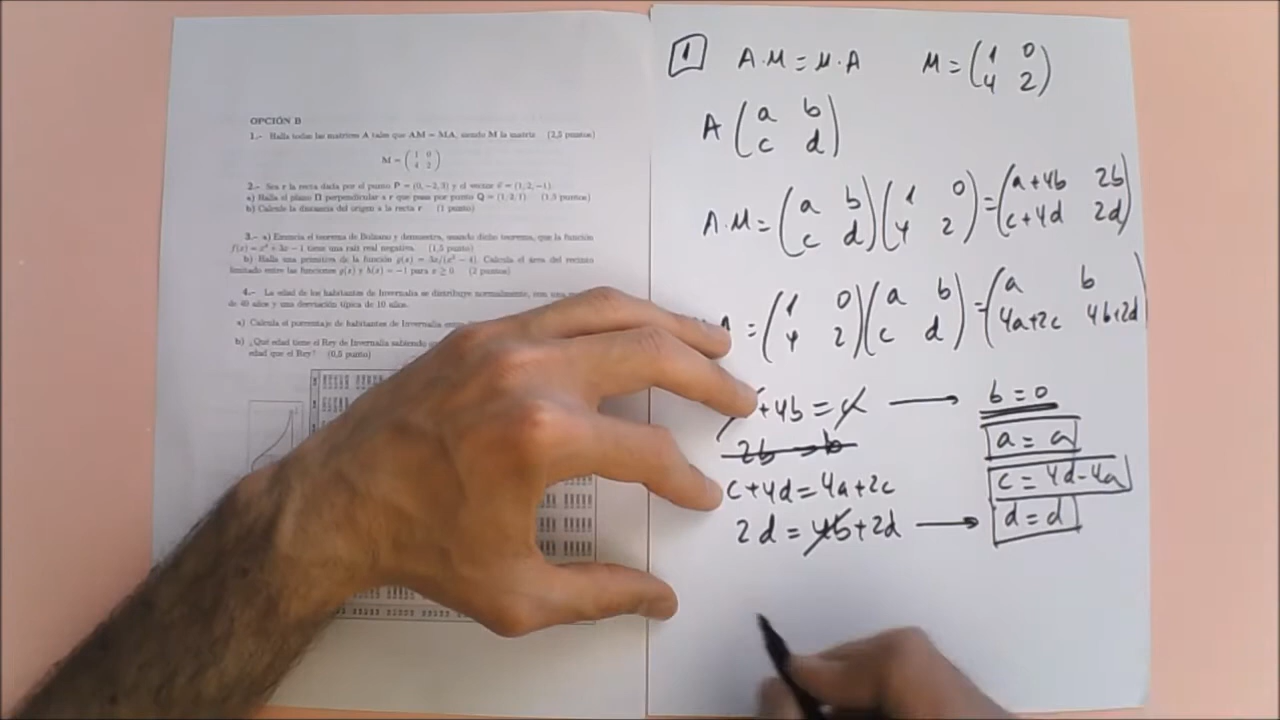 OPCIÓN B
1.- Halla todas las matrices A tales que AM = MA, siendo M la matriz (2,5 puntos)
M = ( 1 0
4 2 )
2.- Sea r la recta dada por el punto P = (0, −2, 3) y el vector v⃗ = (1, 2, −1).
a) Halla el plano Π perpendicular a r que pasa por punto Q = (1, 2, 1) (1,5 puntos)
b) Calcule la distancia del origen a la recta r (1 punto)
3.- a) Enuncia el teorema de Bolzano y demuestra, usando dicho teorema, que la función
tiene una raíz real negativa. (1,5 puntos)
b) Halla una primitiva de la función g(x) = 3x/(x² − 4). Calcula el área del recinto
limitado entre las funciones g(x) y h(x) = −1 para x ≥ 0. (2 puntos)
4.- La edad de los habitantes de Invernalia se distribuye normalmente, con una
de 40 años y una desviación típica de 10 años.
a) Calcula el porcentaje de habitantes de Invernalia
b) ¿Qué edad tiene el Rey de Invernalia sabiendo
edad que el Rey? (0,5 punto)
1 A·M = M·A M = ( 1 0
4 2 )
A ( a b
c d )
A·M = ( a b ( 1 0 = ( a+4b 2b
c d ) 4 2 ) c+4d 2d )
= ( 1 0 ( a b = ( a b
4 2 ) c d ) 4a+2c 4b+2d )
+4b = a → b = 0
2b = b a = a
c+4d = 4a+2c c = 4d-4a
2d = 4b+2d → d = d